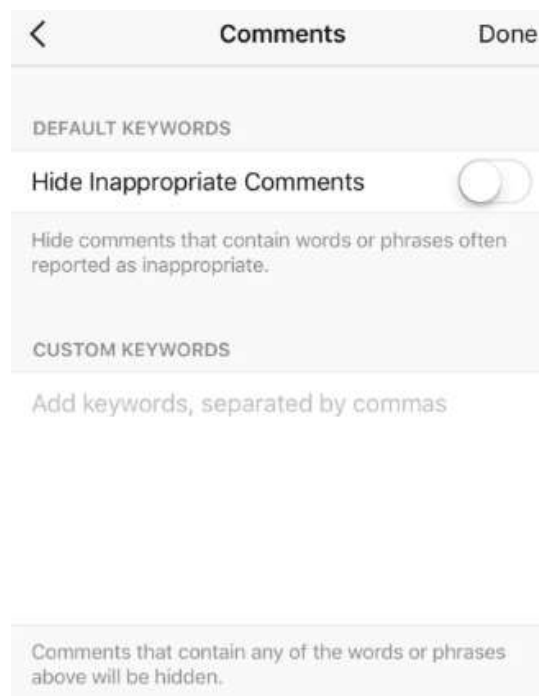 Comments Done
DEFAULT KEYWORDS
Hide Inappropriate Comments
Hide comments that contain words or phrases often
reported as inappropriate.
CUSTOM KEYWORDS
Add keywords, separated by commas
Comments that contain any of the words or phrases
above will be hidden.